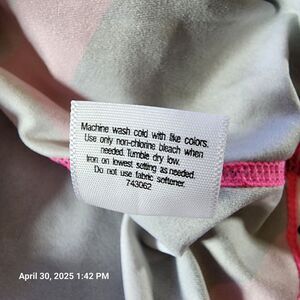 Machine wash cold with like colors.
Use only non-chlorine bleach when
needed. Tumble dry low.
Iron on lowest setting as needed.
Do not use fabric softener.
743062
April 30, 2025 1:42 PM